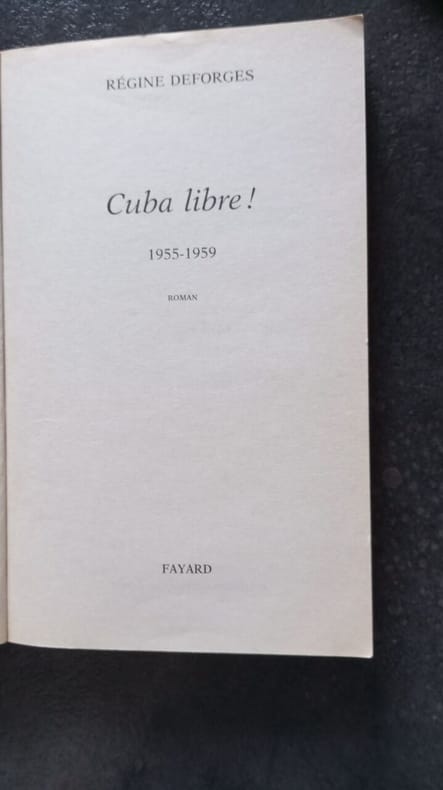 RÉGINE DEFORGES
Cuba libre !
1955-1959
ROMAN
FAYARD